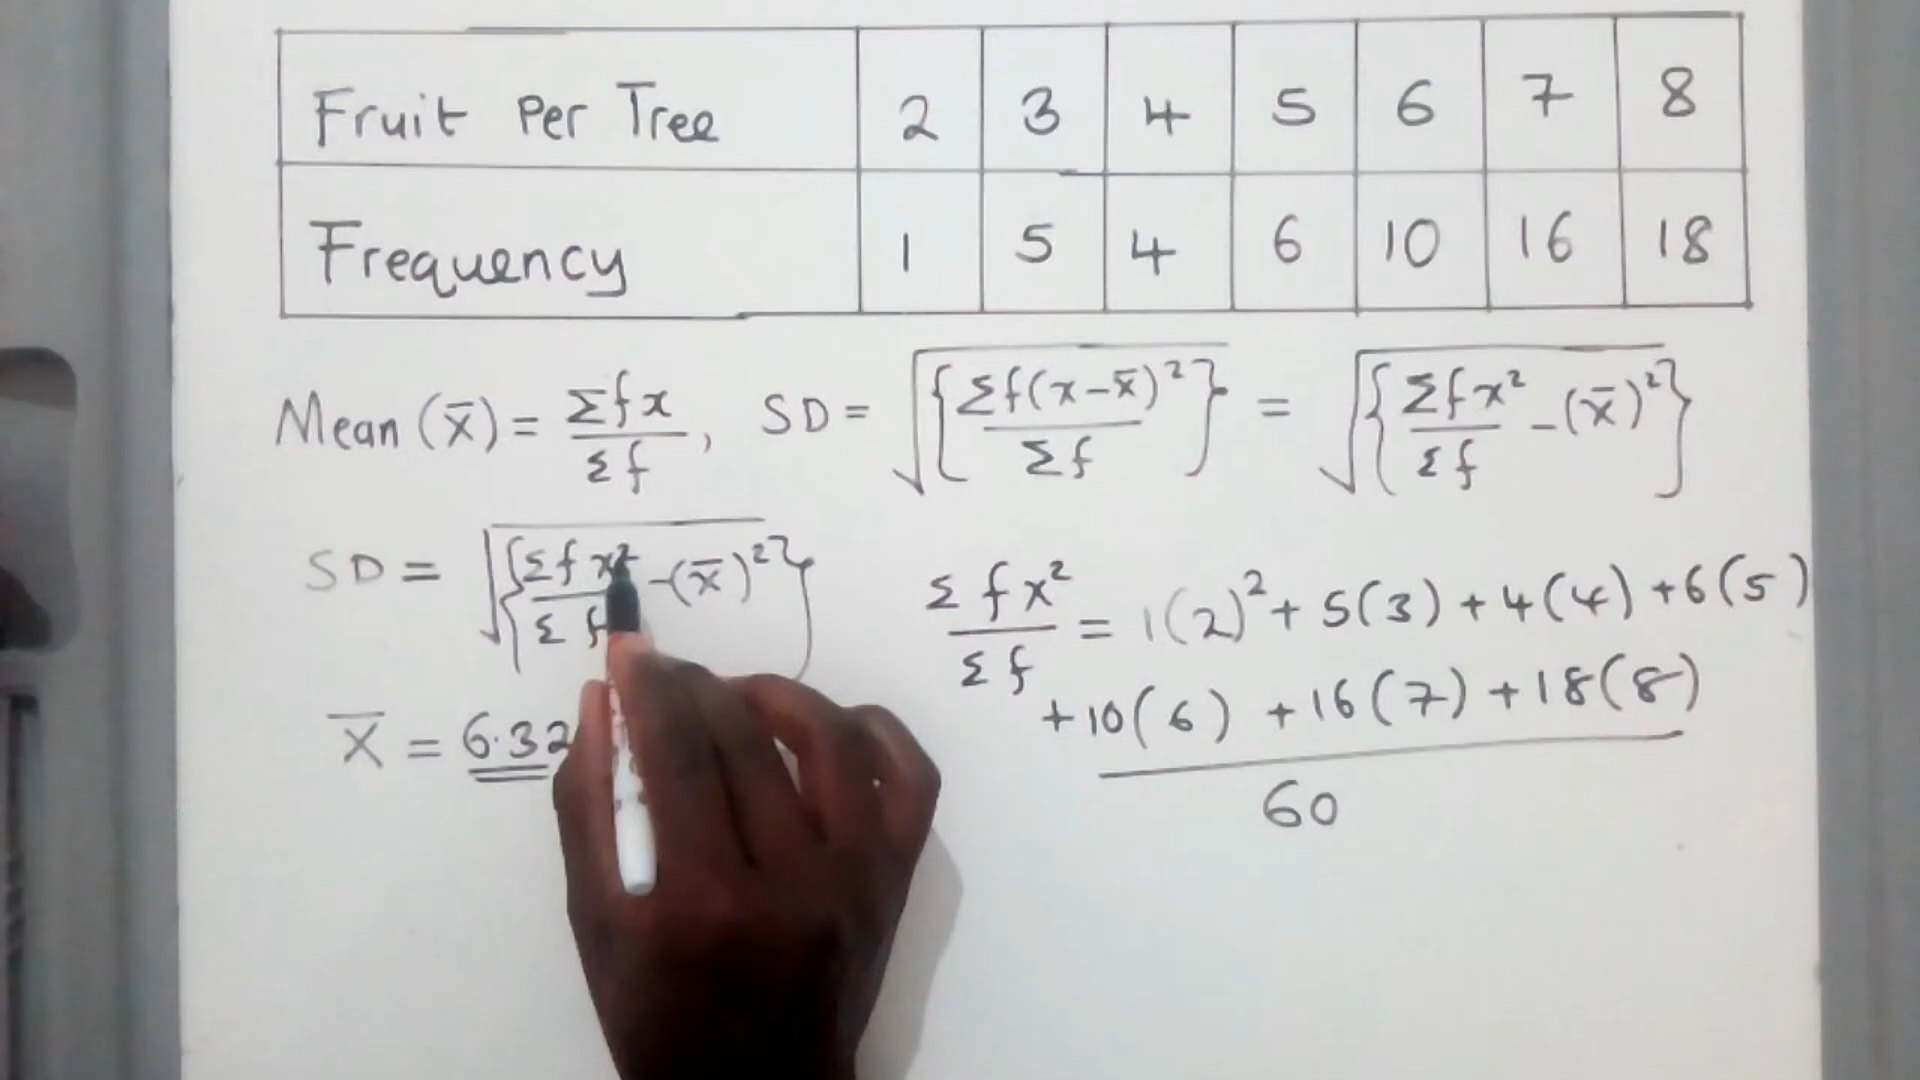 Fruit Per Tree 2 3 4 5 6 7 8
Frequency 1 5 4 6 10 16 18
Mean (x̄) = Σfx / Σf , SD = √{Σf(x-x̄)² / Σf} = √{Σfx² / Σf - (x̄)²}
SD = √{Σfx² / Σf - (x̄)²}
Σfx² / Σf = 1(2)² + 5(3) + 4(4) + 6(5)
+10(6) + 16(7) + 18(8)
60
X̄ = 6.32